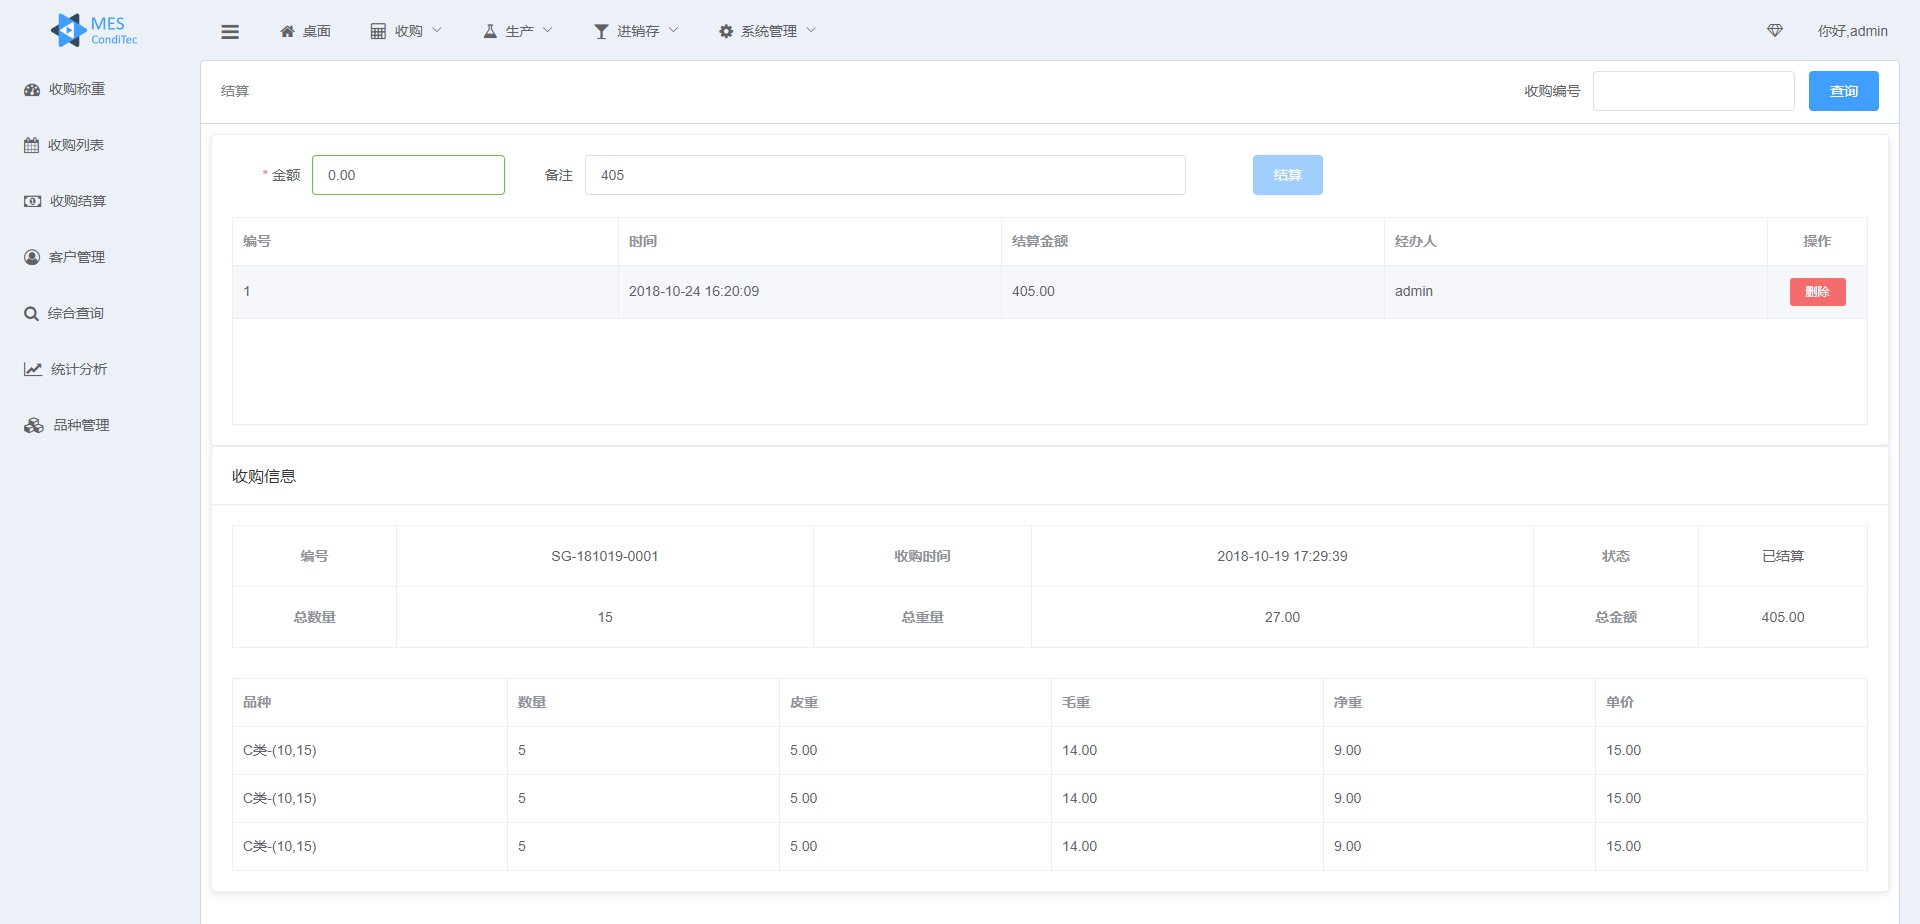 MES
CondiTec
桌面
收购
生产
进销存
系统管理
你好,admin
收购称重
收购列表
收购结算
客户管理
综合查询
统计分析
品种管理
结算
收购编号
查询
* 金额
0.00
备注
405
结算
编号 时间 结算金额 经办人 操作
1 2018-10-24 16:20:09 405.00 admin 删除
收购信息
编号 SG-181019-0001 收购时间 2018-10-19 17:29:39 状态 已结算
总数量 15 总重量 27.00 总金额 405.00
品种 数量 皮重 毛重 净重 单价
C类-(10,15) 5 5.00 14.00 9.00 15.00
C类-(10,15) 5 5.00 14.00 9.00 15.00
C类-(10,15) 5 5.00 14.00 9.00 15.00